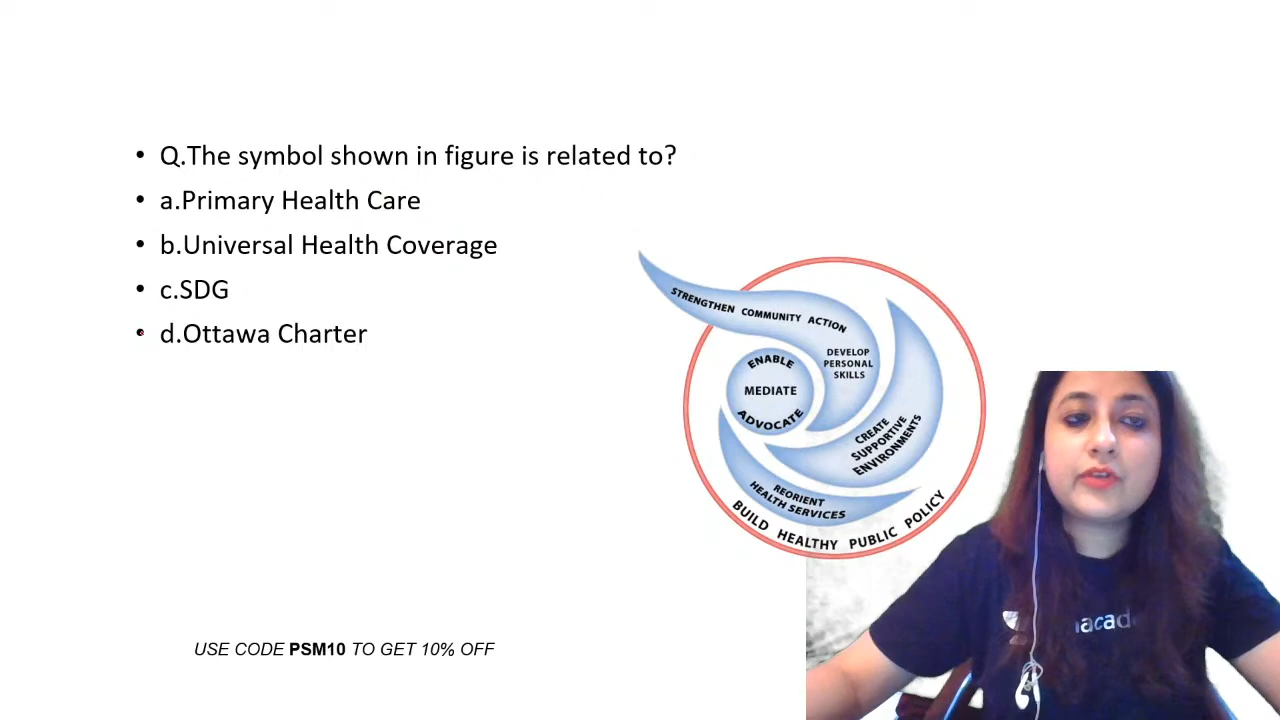 Q.The symbol shown in figure is related to?
a.Primary Health Care
b.Universal Health Coverage
c.SDG
d.Ottawa Charter
STRENGTHEN COMMUNITY ACTION
DEVELOP
PERSONAL
SKILLS
ENABLE
MEDIATE
ADVOCATE
CREATE
SUPPORTIVE
ENVIRONMENTS
REORIENT
HEALTH SERVICES
BUILD HEALTHY PUBLIC POLICY
USE CODE PSM10 TO GET 10% OFF